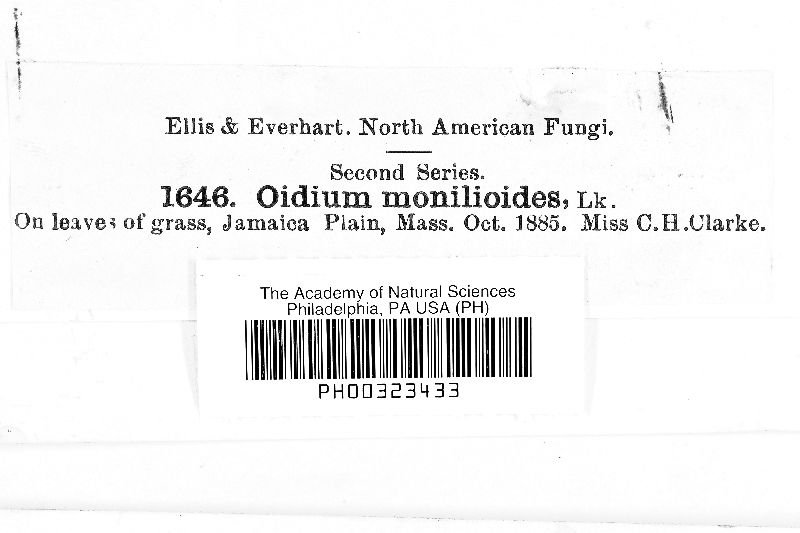 Ellis & Everhart. North American Fungi.
Second Series.
1646. Oidium monilioides, Lk.
On leaves of grass, Jamaica Plain, Mass. Oct. 1885. Miss C.H.Clarke.
The Academy of Natural Sciences
Philadelphia, PA USA (PH)
PH00323433